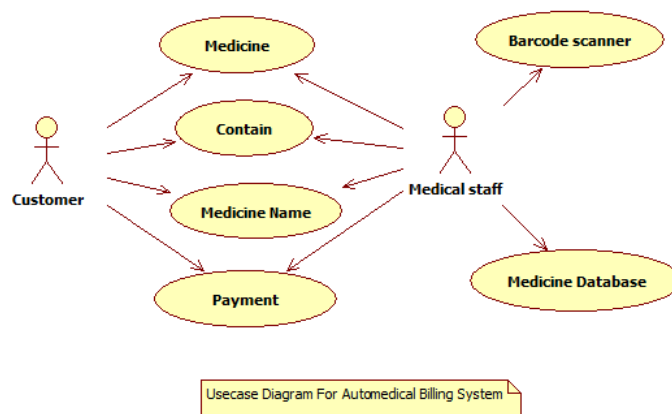 Medicine
Barcode scanner
Contain
Customer
Medical staff
Medicine Name
Medicine Database
Payment
Usecase Diagram For Automedical Billing System